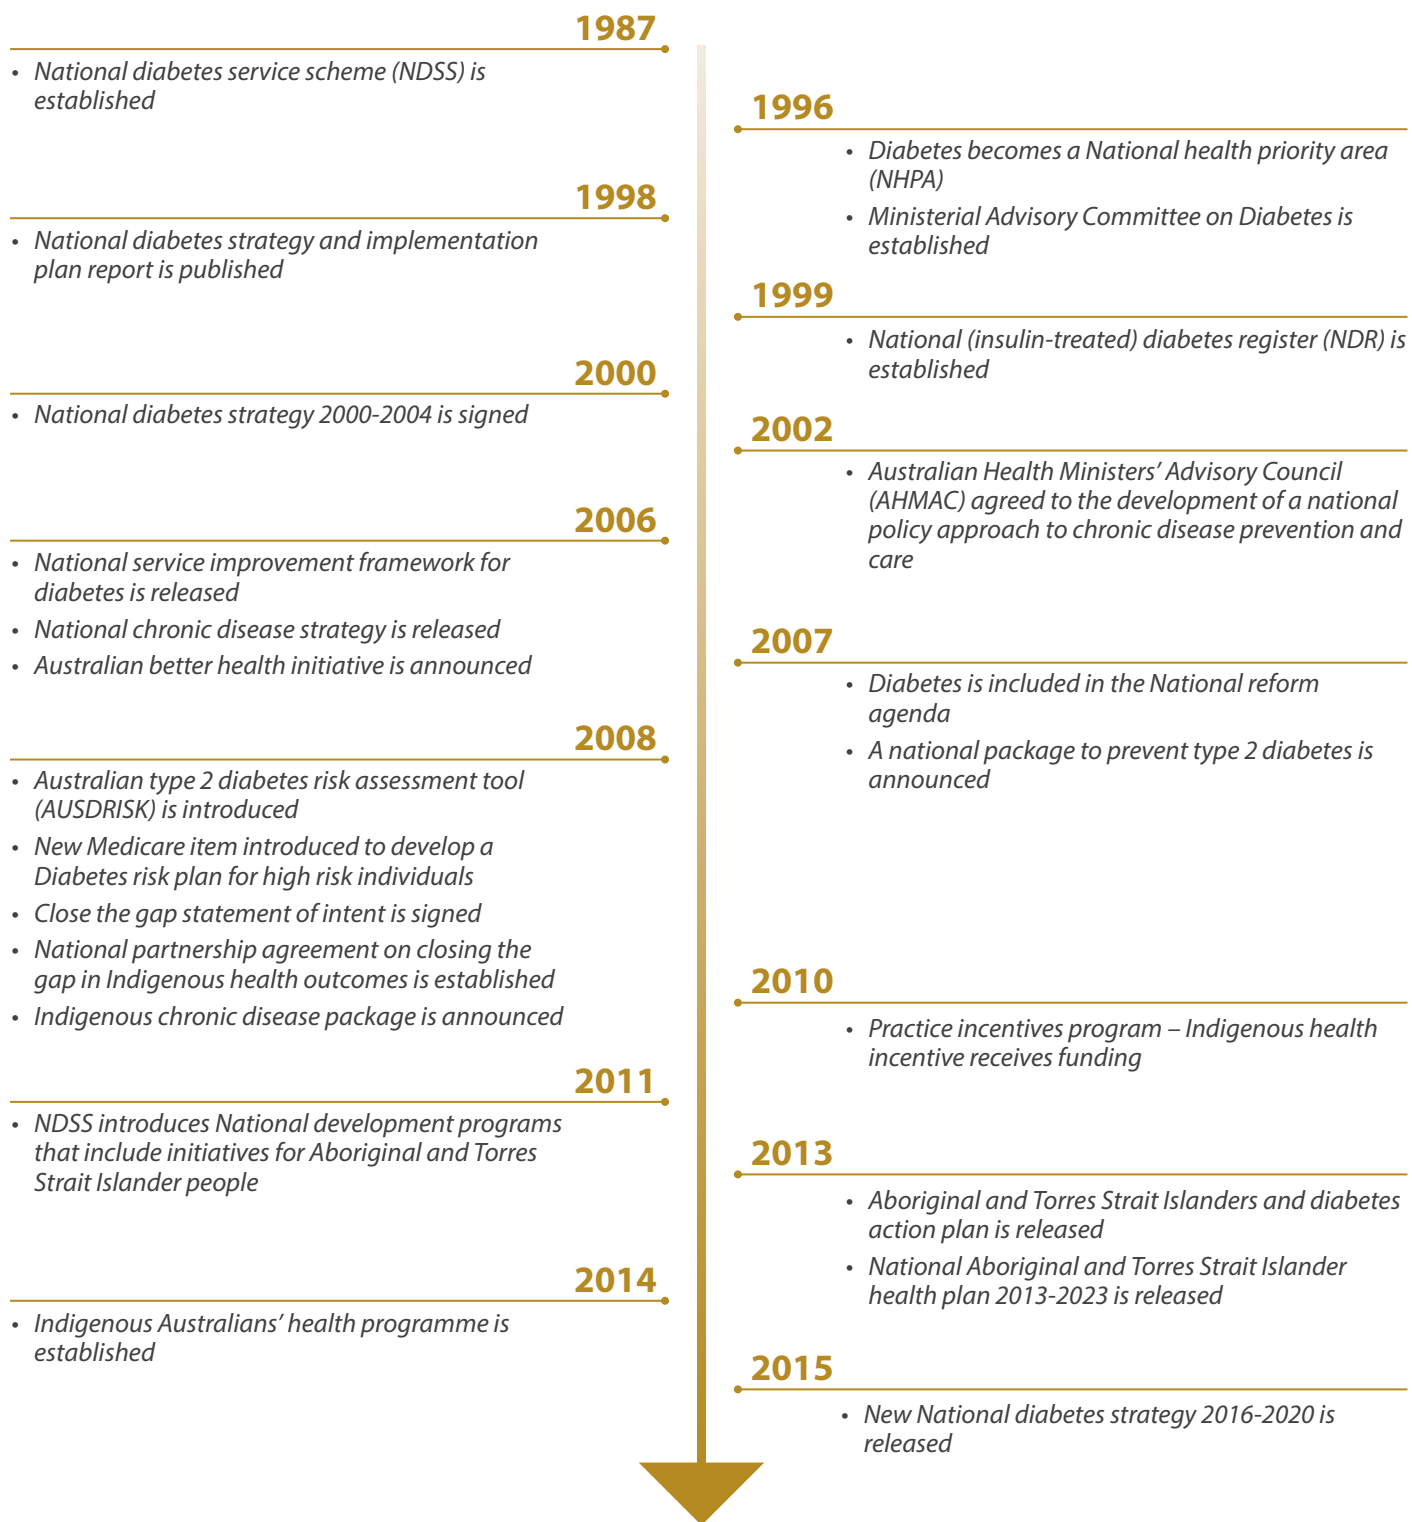 1987
• National diabetes service scheme (NDSS) is
established
1996
• Diabetes becomes a National health priority area
(NHPA)
• Ministerial Advisory Committee on Diabetes is
established
1998
• National diabetes strategy and implementation
plan report is published
1999
• National (insulin-treated) diabetes register (NDR) is
established
2000
• National diabetes strategy 2000-2004 is signed
2002
• Australian Health Ministers’ Advisory Council
(AHMAC) agreed to the development of a national
policy approach to chronic disease prevention and
care
2006
• National service improvement framework for
diabetes is released
• National chronic disease strategy is released
• Australian better health initiative is announced
2007
• Diabetes is included in the National reform
agenda
• A national package to prevent type 2 diabetes is
announced
2008
• Australian type 2 diabetes risk assessment tool
(AUSDRISK) is introduced
• New Medicare item introduced to develop a
Diabetes risk plan for high risk individuals
• Close the gap statement of intent is signed
• National partnership agreement on closing the
gap in Indigenous health outcomes is established
• Indigenous chronic disease package is announced
2010
• Practice incentives program – Indigenous health
incentive receives funding
2011
• NDSS introduces National development programs
that include initiatives for Aboriginal and Torres
Strait Islander people
2013
• Aboriginal and Torres Strait Islanders and diabetes
action plan is released
• National Aboriginal and Torres Strait Islander
health plan 2013-2023 is released
2014
• Indigenous Australians’ health programme is
established
2015
• New National diabetes strategy 2016-2020 is
released